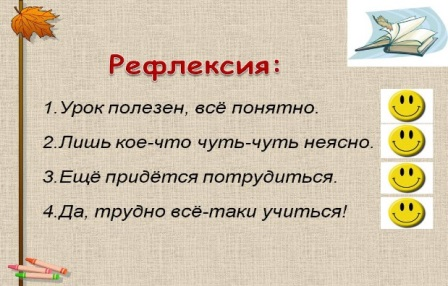 Рефлексия:
1.Урок полезен, всё понятно.
2.Лишь кое-что чуть-чуть неясно.
3.Ещё придётся потрудиться.
4.Да, трудно всё-таки учиться!